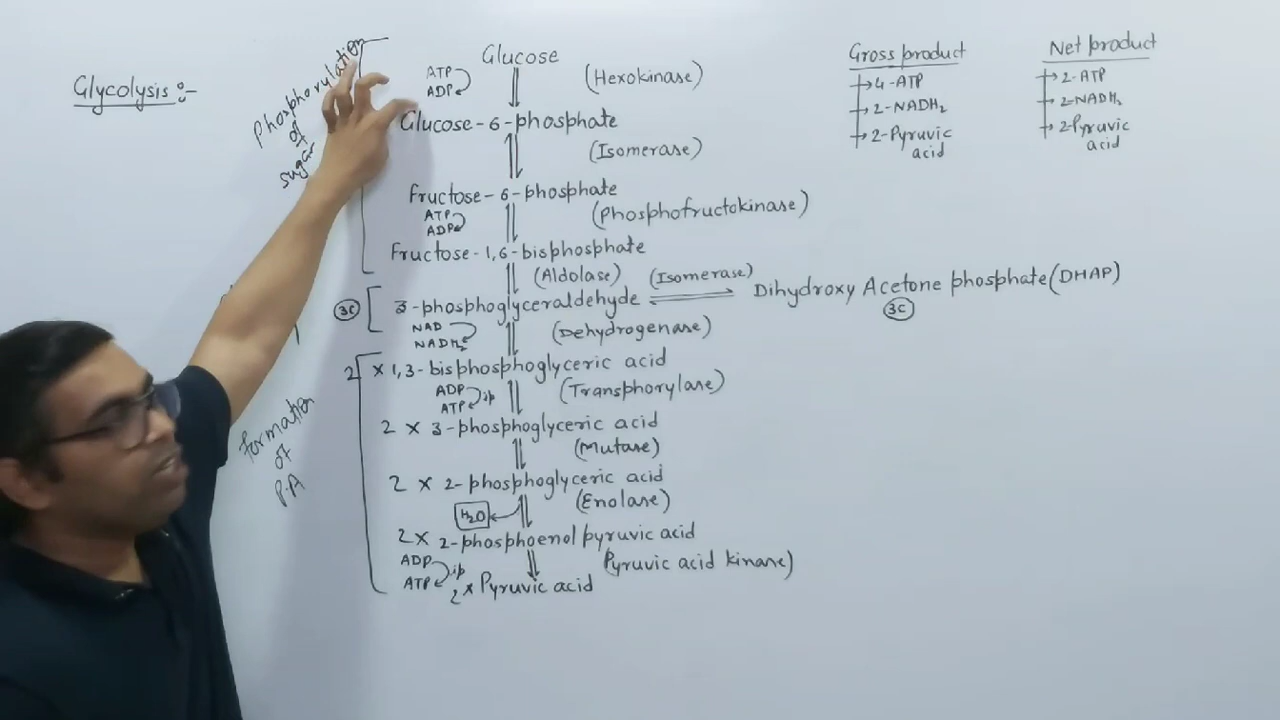 Glycolysis :-
Phosphorylation
of
sugar
Glucose
ATP
ADP
(Hexokinase)
Glucose-6-phosphate
(Isomerase)
Fructose-6-phosphate
ATP
ADP
(Phosphofructokinase)
Fructose-1,6-bisphosphate
(Aldolase)
(Isomerase)
3C
3-phosphoglyceraldehyde
Dihydroxy Acetone phosphate(DHAP)
3C
NAD
NADH₂
(Dehydrogenase)
2 × 1,3-bisphosphoglyceric acid
ADP
ip
ATP
(Transphorylase)
2 × 3-phosphoglyceric acid
(Mutase)
2 × 2-phosphoglyceric acid
(Enolase)
H₂O
2× 2-phosphoenol pyruvic acid
ADP
ip
ATP
Pyruvic acid kinase)
2× Pyruvic acid
formation
of
P.A
Gross product
4-ATP
2-NADH₂
2-Pyruvic
acid
Net product
2-ATP
2-NADH₂
2Pyruvic
acid